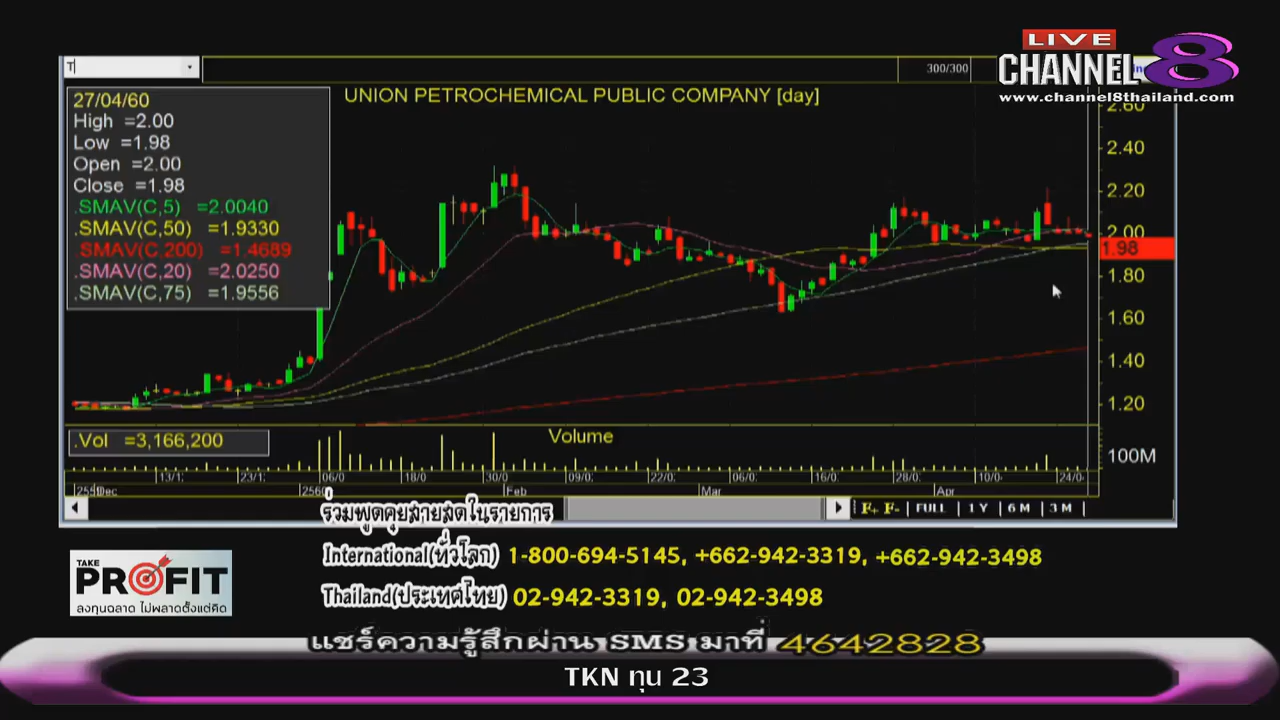 LIVE
CHANNEL 8
www.channel8thailand.com
T
300/300
UNION PETROCHEMICAL PUBLIC COMPANY [day]
27/04/60
High =2.00
Low =1.98
Open =2.00
Close =1.98
.SMAV(C,5) =2.0040
.SMAV(C,50) =1.9330
.SMAV(C,200) =1.4689
.SMAV(C,20) =2.0250
.SMAV(C,75) =1.9556
2.60
2.40
2.20
2.00
1.98
1.80
1.60
1.40
1.20
.Vol =3,166,200
Volume
100M
13/1; 23/1; 06/0 18/0 30/0 10/0; 22/0; 06/0; 16/0; 28/0; 10/0; 24/0
Dec 2560 Feb Mar Apr
F+ F- FULL 1Y 6M 3M
ร่วมพูดคุยสายสดในรายการ
International(ทั่วโลก) 1-800-694-5145, +662-942-3319, +662-942-3498
Thailand(ประเทศไทย) 02-942-3319, 02-942-3498
TAKE
PROFIT
ลงทุนฉลาด ไม่พลาดตั้งแต่คิด
แชร์ความรู้สึกผ่าน SMS มาที่ 4642828
TKN ทุน 23